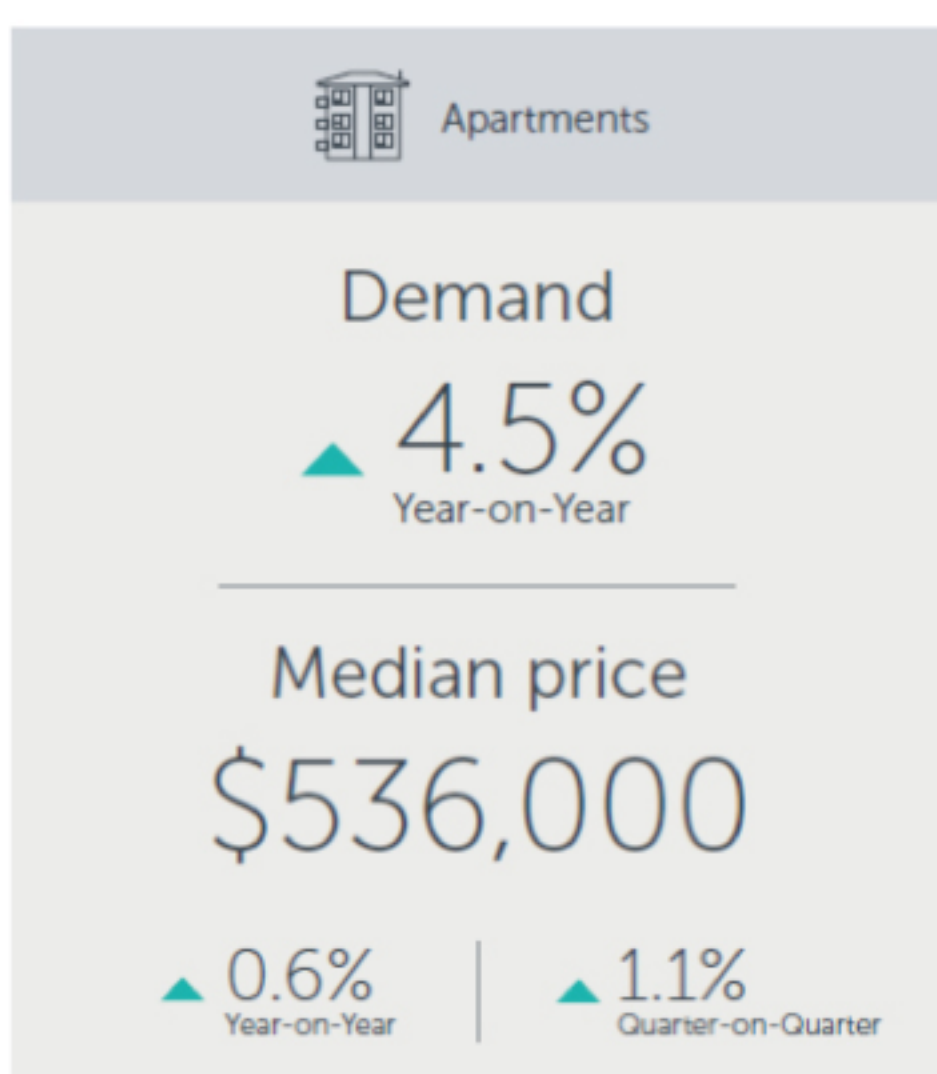 Apartments
Demand
4.5%
Year-on-Year
Median price
$536,000
0.6%
Year-on-Year
1.1%
Quarter-on-Quarter